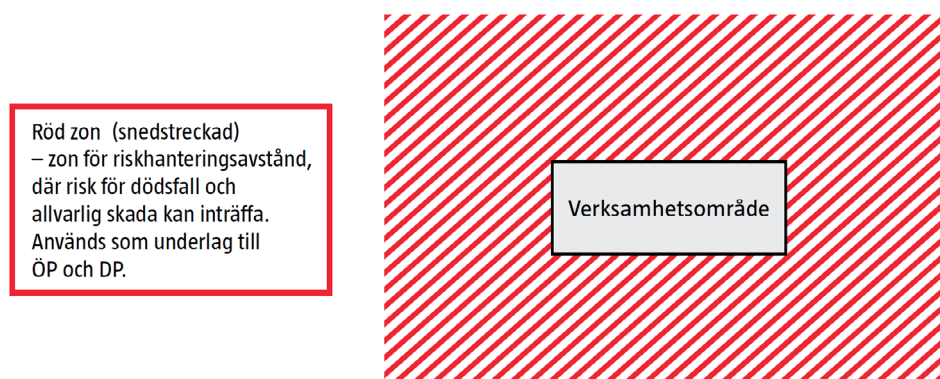 Röd zon (snedstreckad)
– zon för riskhanteringsavstånd,
där risk för dödsfall och
allvarlig skada kan inträffa.
Används som underlag till
ÖP och DP.
Verksamhetsområde